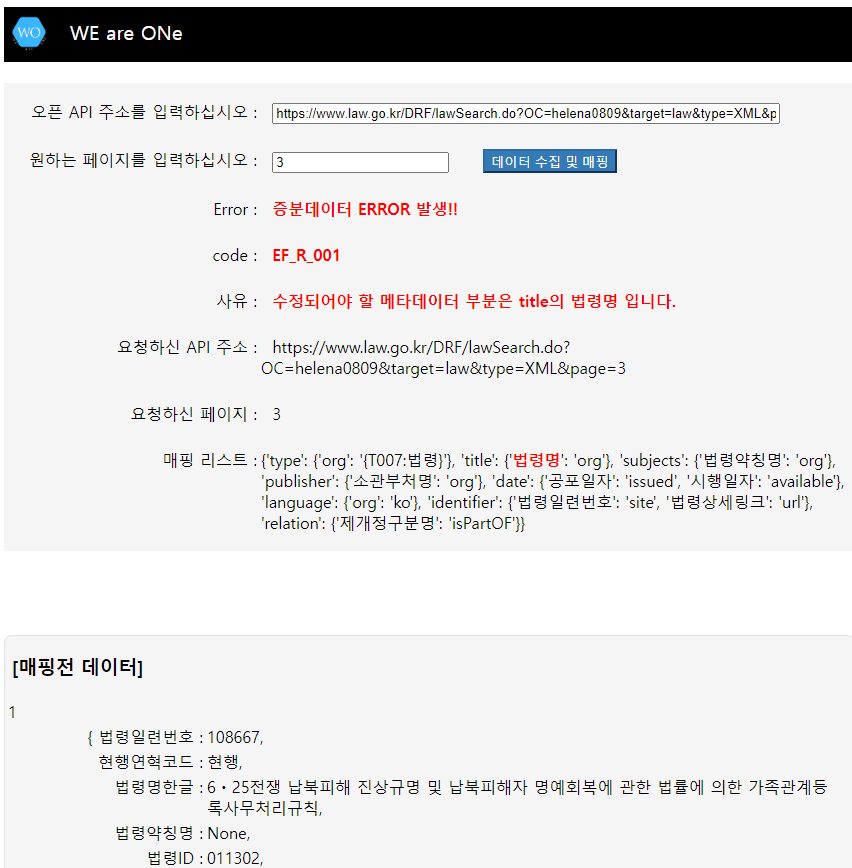 WO WE are ONe
오픈 API 주소를 입력하십시오 : https://www.law.go.kr/DRF/lawSearch.do?OC=helena0809&target=law&type=XML&p
원하는 페이지를 입력하십시오 : 3 데이터 수집 및 매핑
Error : 증분데이터 ERROR 발생!!
code : EF_R_001
사유 : 수정되어야 할 메타데이터 부분은 title의 법령명 입니다.
요청하신 API 주소 : https://www.law.go.kr/DRF/lawSearch.do?
OC=helena0809&target=law&type=XML&page=3
요청하신 페이지 : 3
매핑 리스트 : {'type': {'org': '{T007:법령}'}, 'title': {'법령명': 'org'}, 'subjects': {'법령약칭명': 'org'},
'publisher': {'소관부처명': 'org'}, 'date': {'공포일자': 'issued', '시행일자': 'available'},
'language': {'org': 'ko'}, 'identifier': {'법령일련번호': 'site', '법령상세링크': 'url'},
'relation': {'제개정구분명': 'isPartOF'}}
[매핑전 데이터]
1
{ 법령일련번호 : 108667,
현행연혁코드 : 현행,
법령명한글 : 6・25전쟁 납북피해 진상규명 및 납북피해자 명예회복에 관한 법률에 의한 가족관계등
록사무처리규칙,
법령약칭명 : None,
법령ID : 011302,